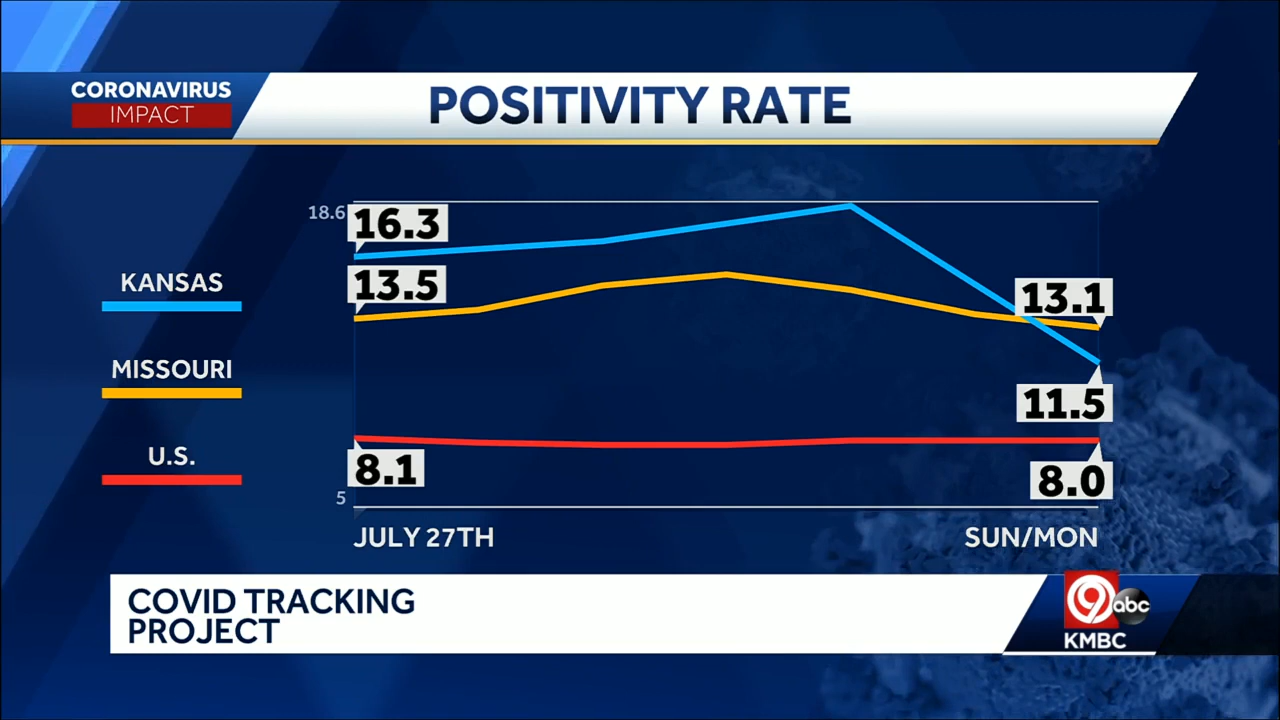 CORONAVIRUS
IMPACT
POSITIVITY RATE
18.6
16.3
13.5
KANSAS
13.1
MISSOURI
11.5
U.S.
8.1
8.0
5
JULY 27TH
SUN/MON
COVID TRACKING
PROJECT
9
abc
KMBC